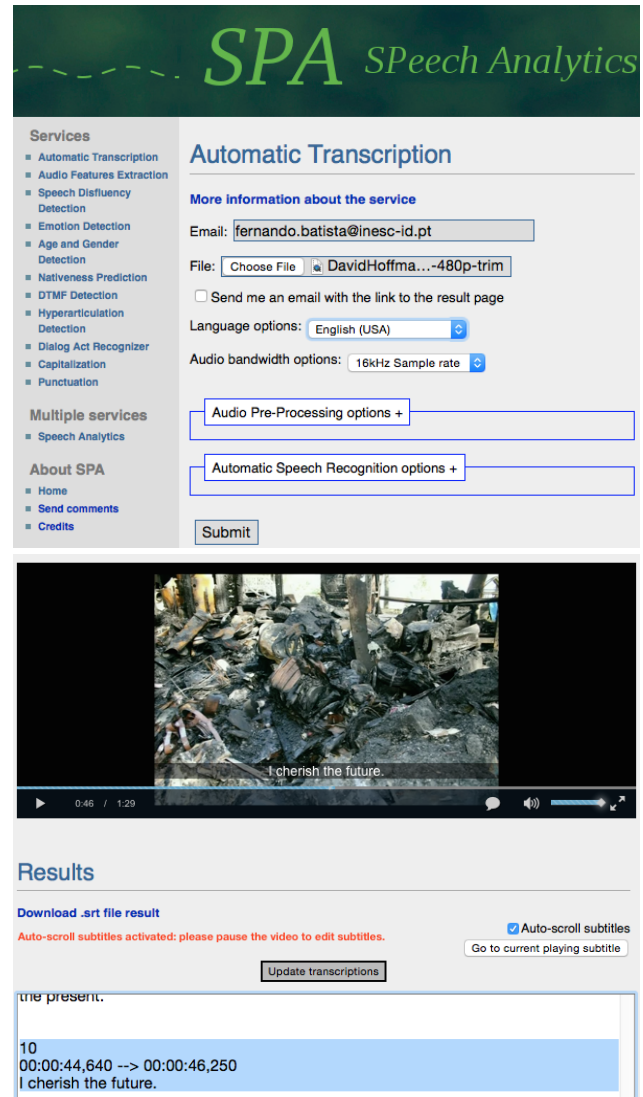 SPA SPeech Analytics
Services
Automatic Transcription
Audio Features Extraction
Speech Disfluency
Detection
Emotion Detection
Age and Gender
Detection
Nativeness Prediction
DTMF Detection
Hyperarticulation
Detection
Dialog Act Recognizer
Capitalization
Punctuation
Multiple services
Speech Analytics
About SPA
Home
Send comments
Credits
Automatic Transcription
More information about the service
Email: fernando.batista@inesc-id.pt
File: Choose File DavidHoffma...-480p-trim
Send me an email with the link to the result page
Language options: English (USA)
Audio bandwidth options: 16kHz Sample rate
Audio Pre-Processing options +
Automatic Speech Recognition options +
Submit
I cherish the future.
0:46 / 1:29
Results
Download .srt file result
Auto-scroll subtitles activated: please pause the video to edit subtitles.
Auto-scroll subtitles
Go to current playing subtitle
Update transcriptions
the present.
10
00:00:44,640 --> 00:00:46,250
I cherish the future.